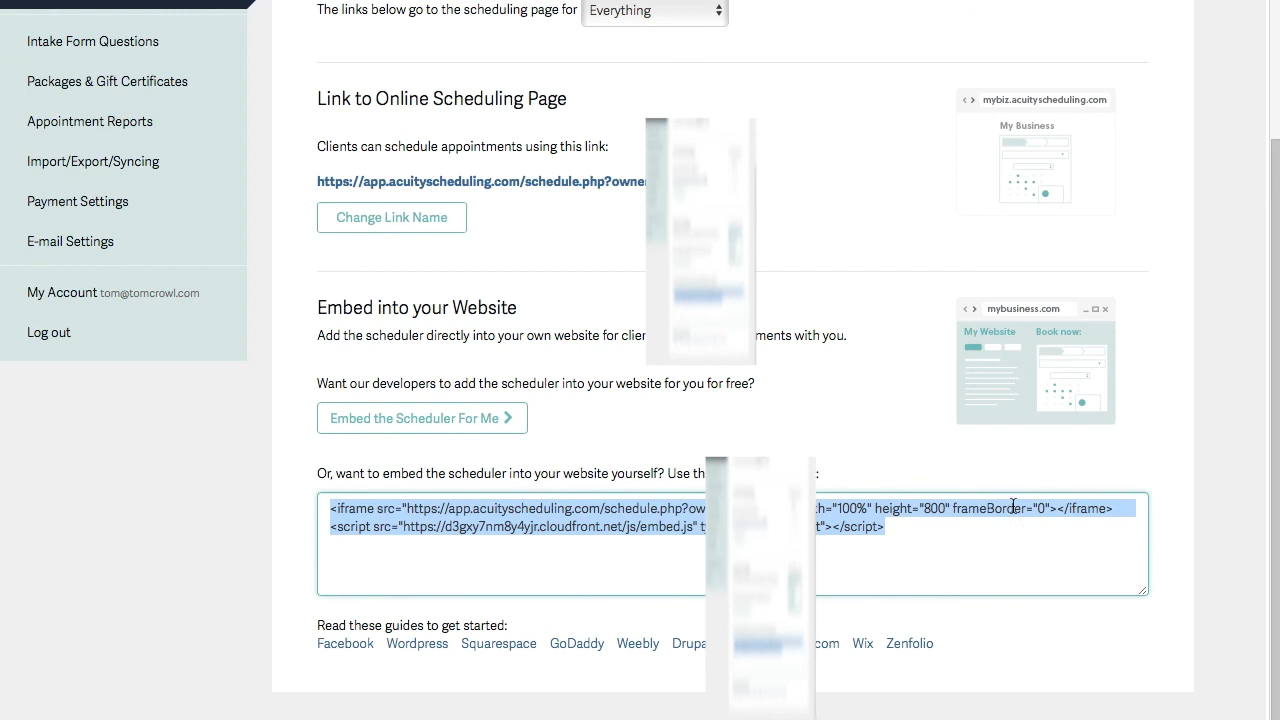 The links below go to the scheduling page for Everything
Intake Form Questions
Packages & Gift Certificates
Appointment Reports
Import/Export/Syncing
Payment Settings
E-mail Settings
My Account tom@tomcrowl.com
Log out
Link to Online Scheduling Page
Clients can schedule appointments using this link:
https://app.acuityscheduling.com/schedule.php?owne
Change Link Name
mybiz.acuityscheduling.com
My Business
Embed into your Website
Add the scheduler directly into your own website for with you.
Want our developers to add the scheduler into your website for you for free?
Embed the Scheduler For Me
mybusiness.com
My Website Book now:
Or, want to embed the scheduler into your website yourself? Use :
<iframe src="https://app.acuityscheduling.com/schedule.php?ow ="100%" height="800" frameBorder="0"></iframe>
<script src="https://d3gxy7nm8y4yjr.cloudfront.net/js/embed.js" "></script>
Read these guides to get started:
Facebook Wordpress Squarespace GoDaddy Weebly .com Wix Zenfolio